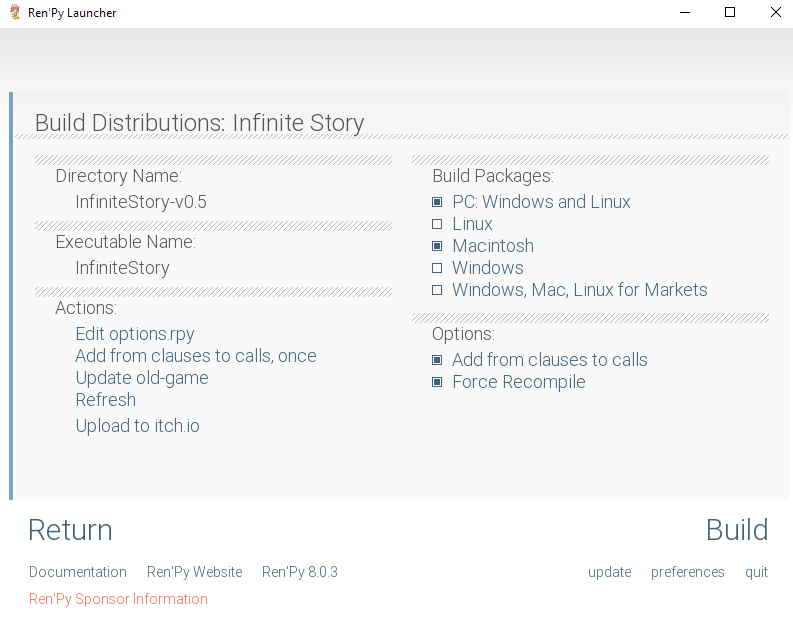 Ren'Py Launcher
Build Distributions: Infinite Story
Directory Name:
InfiniteStory-v0.5
Executable Name:
InfiniteStory
Actions:
Edit options.rpy
Add from clauses to calls, once
Update old-game
Refresh
Upload to itch.io
Build Packages:
PC: Windows and Linux
Linux
Macintosh
Windows
Windows, Mac, Linux for Markets
Options:
Add from clauses to calls
Force Recompile
Return
Build
Documentation Ren'Py Website Ren'Py 8.0.3
update preferences quit
Ren'Py Sponsor Information